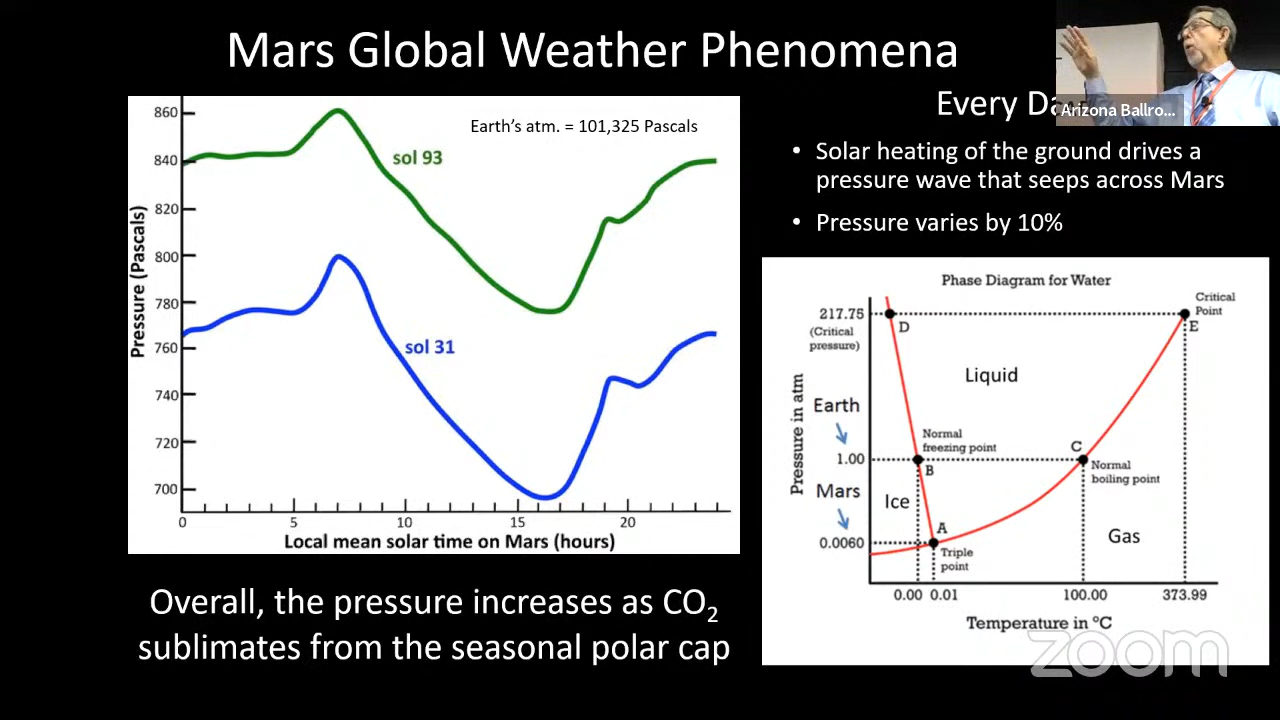 Mars Global Weather Phenomena
Arizona Ballro...
Every Da
Earth's atm. = 101,325 Pascals
sol 93
sol 31
Pressure (Pascals)
860
840
820
800
780
760
740
720
700
0 5 10 15 20
Local mean solar time on Mars (hours)
Overall, the pressure increases as CO₂
sublimates from the seasonal polar cap
• Solar heating of the ground drives a
pressure wave that seeps across Mars
• Pressure varies by 10%
Phase Diagram for Water
Critical
Point
217.75
(Critical
pressure)
D
E
Liquid
Pressure in atm
Earth
Normal
freezing point
C
1.00
B
Normal
boiling point
Mars
Ice
A
Gas
0.0060
Triple
point
0.00 0.01 100.00 373.99
Temperature in °C
zoom